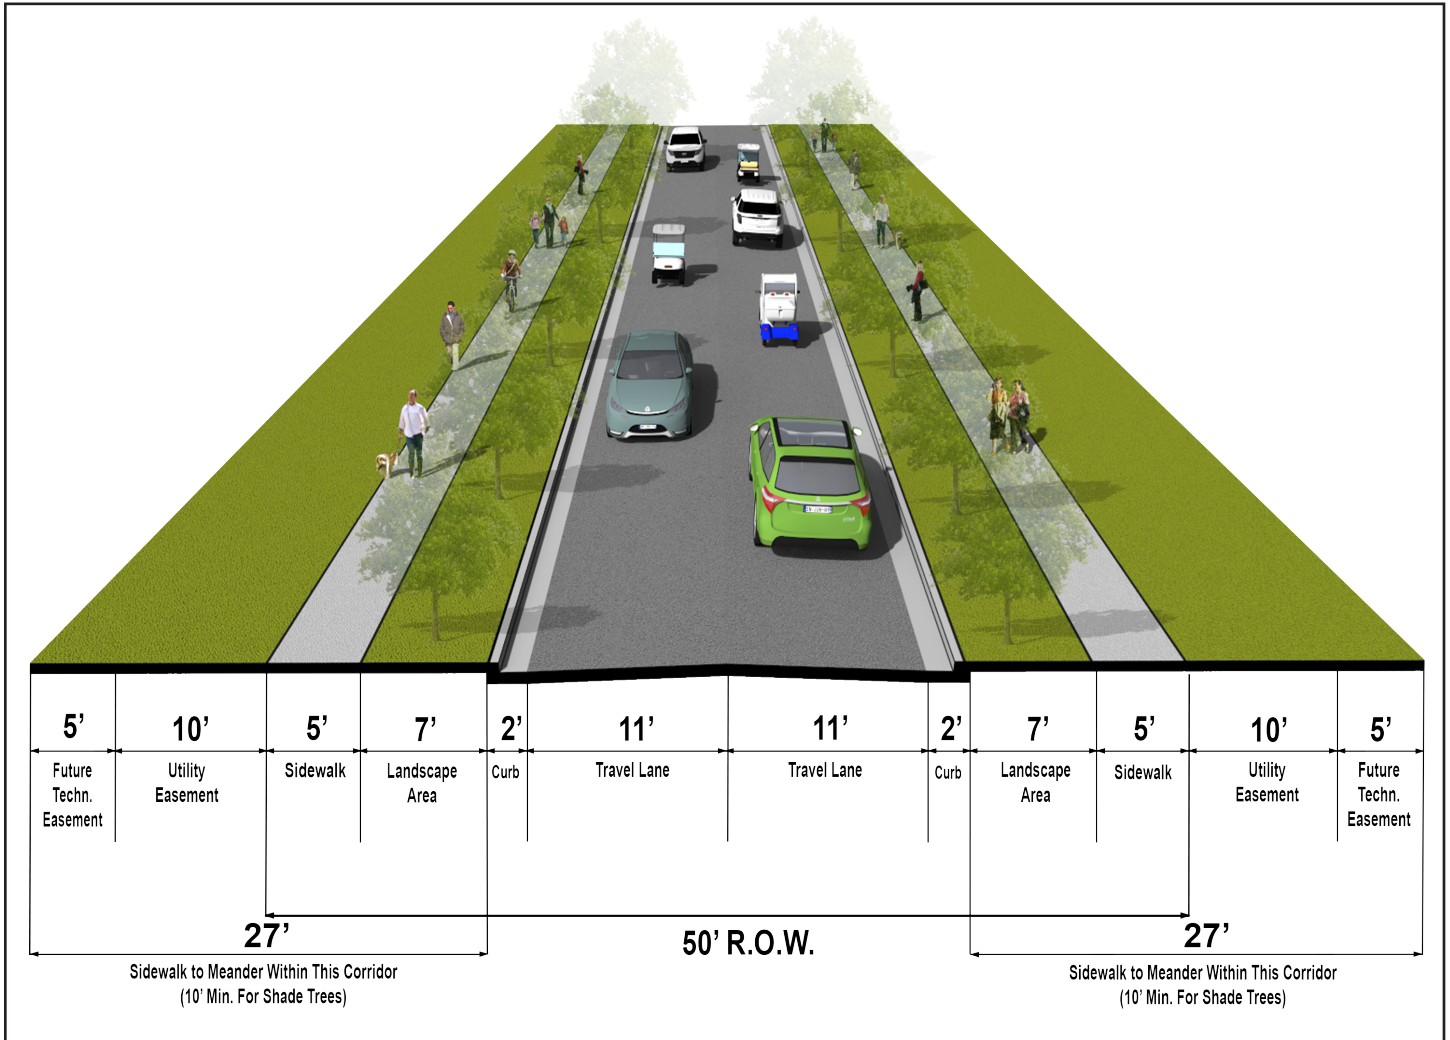 5’ 10’ 5’ 7’ 2’ 11’ 11’ 2’ 7’ 5’ 10’ 5’
Future Techn. Easement
Utility Easement
Sidewalk
Landscape Area
Curb
Travel Lane
Travel Lane
Curb
Landscape Area
Sidewalk
Utility Easement
Future Techn. Easement
27’
50’ R.O.W.
27’
Sidewalk to Meander Within This Corridor
(10’ Min. For Shade Trees)
Sidewalk to Meander Within This Corridor
(10’ Min. For Shade Trees)